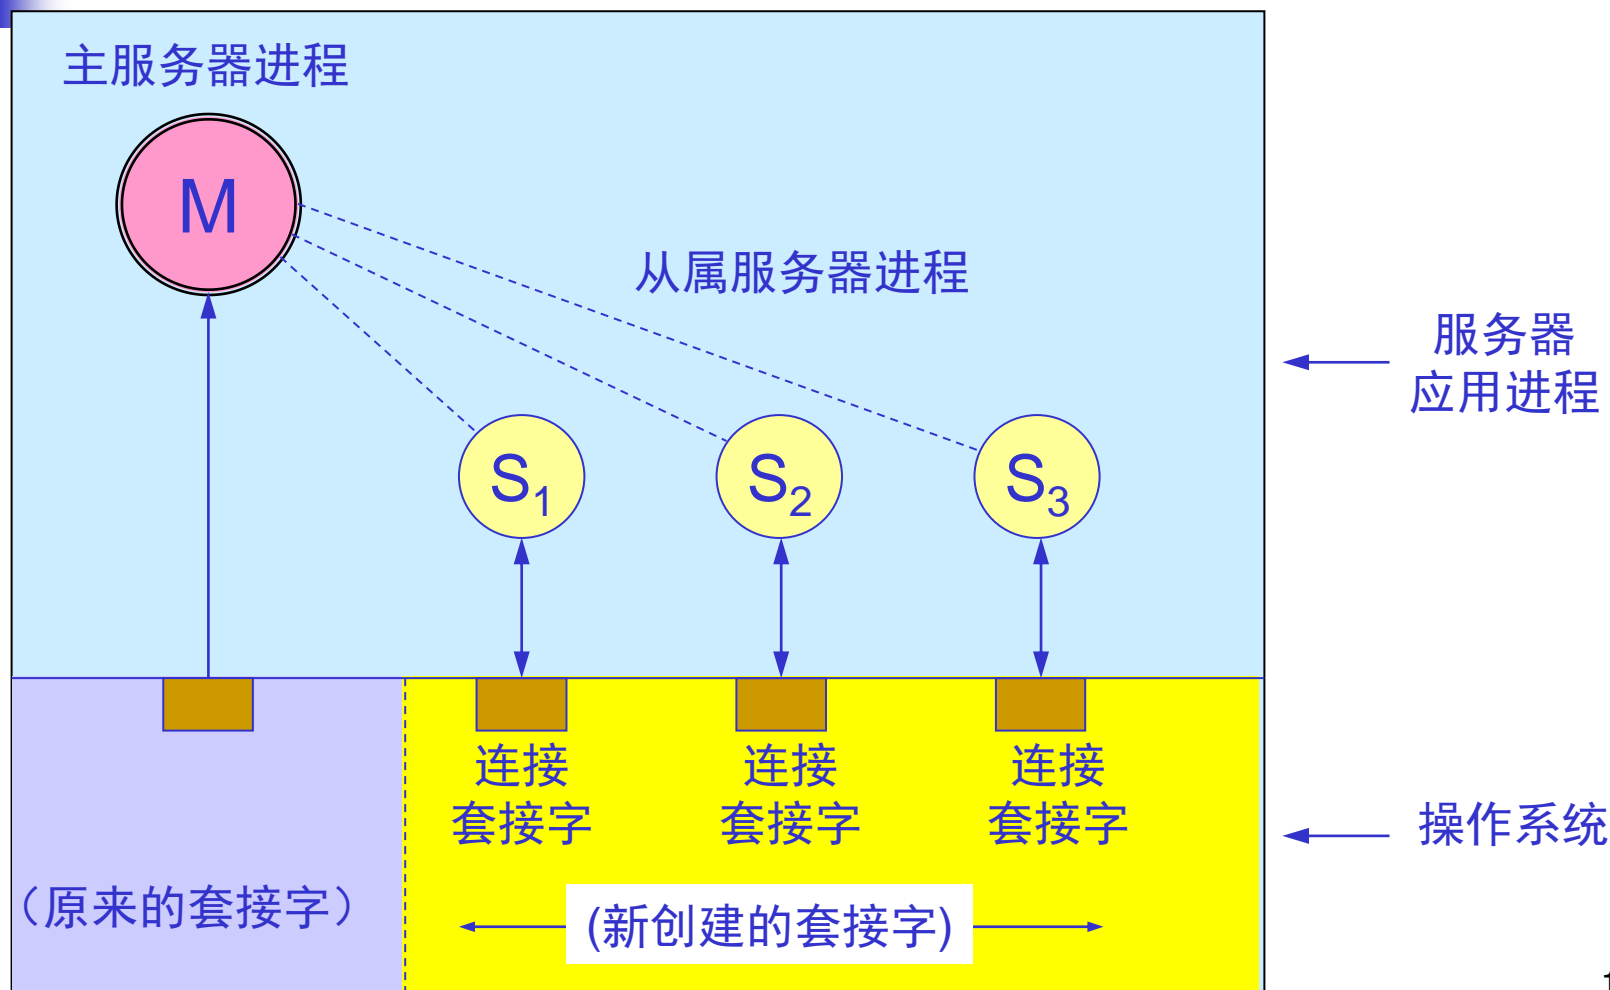 主服务器进程
M
从属服务器进程
服务器
应用进程
S1
S2
S3
连接
套接字
连接
套接字
连接
套接字
操作系统
（原来的套接字）
(新创建的套接字)